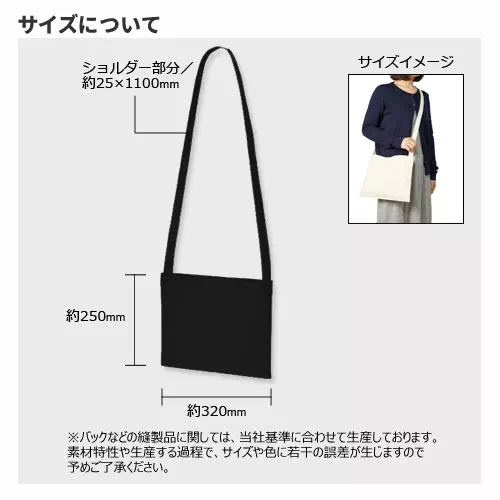 サイズについて
ショルダー部分／
約25×1100mm
サイズイメージ
約250mm
約320mm
※バックなどの縫製品に関しては、当社基準に合わせて生産しております。
素材特性や生産する過程で、サイズや色に若干の誤差が生じますので
予めご了承ください。